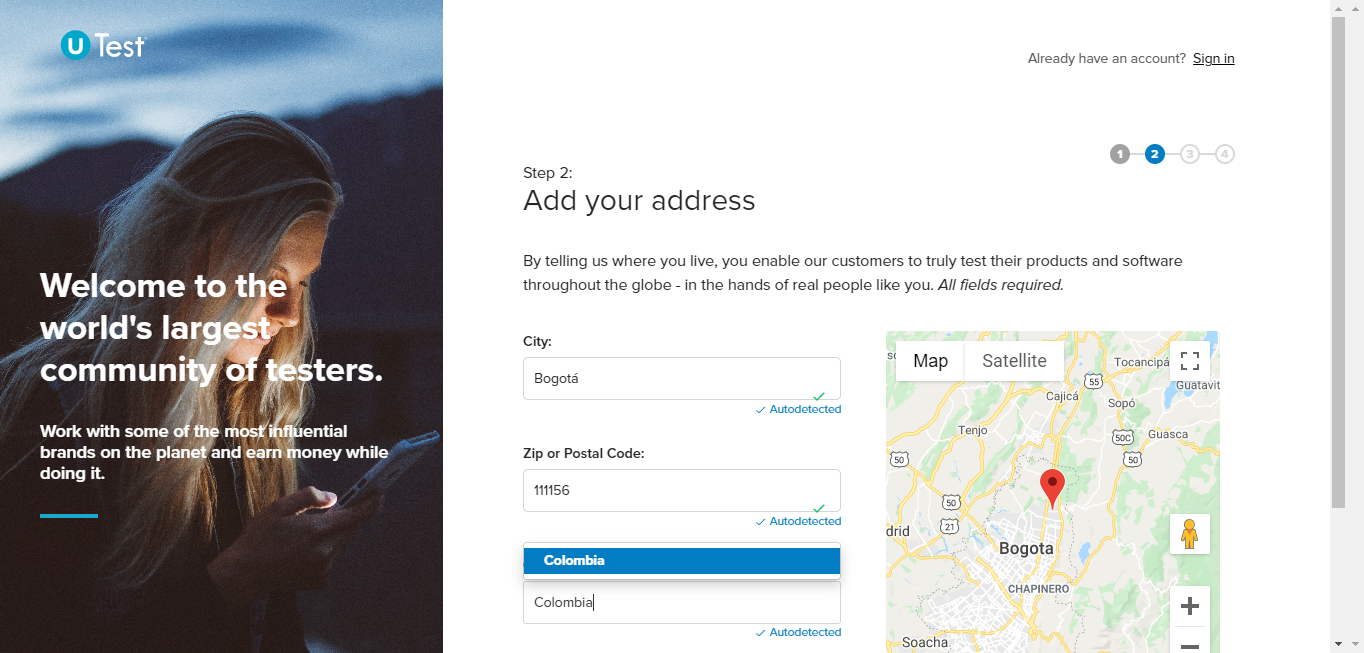 U Test
Already have an account? Sign in
1 2 3 4
Step 2:
Add your address
Welcome to the
world's largest
community of testers.
Work with some of the most influential
brands on the planet and earn money while
doing it.
By telling us where you live, you enable our customers to truly test their products and software
throughout the globe - in the hands of real people like you. All fields required.
City:
Bogotá
Autodetected
Zip or Postal Code:
111156
Autodetected
Colombia
Colombia
Autodetected
Map Satellite
Tocancipá
55
Guatavit
Cajicá
Sopó
Tenjo
50C
Guasca
50
50
50
21
drid
Bogota
CHAPINERO
Soacha